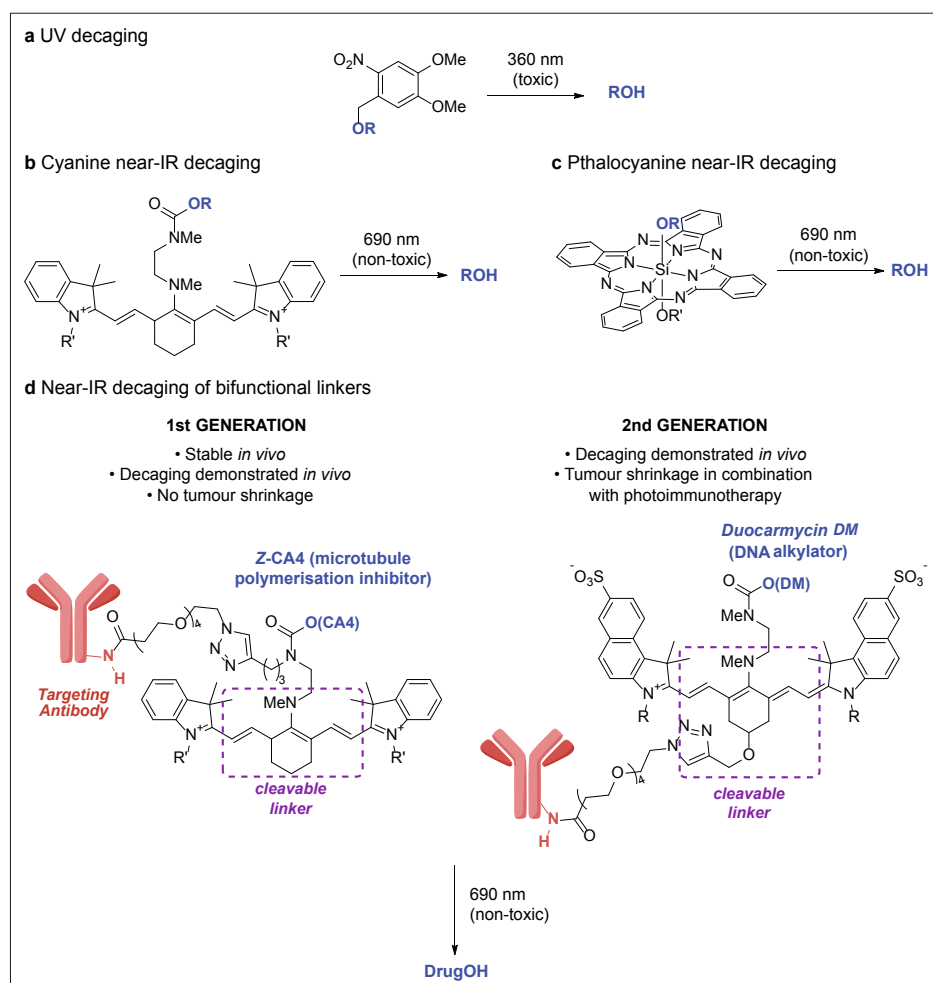 a UV decaging
O₂N
OMe
OMe
OR
360 nm
(toxic)
ROH
b Cyanine near-IR decaging
O
OR
NMe
NMe
N⁺
R'
N⁺
R'
690 nm
(non-toxic)
ROH
c Pthalocyanine near-IR decaging
OR
N
N
N
N
Si
N
N
N
N
OR'
690 nm
(non-toxic)
ROH
d Near-IR decaging of bifunctional linkers
1st GENERATION
• Stable in vivo
• Decaging demonstrated in vivo
• No tumour shrinkage
Z-CA4 (microtubule
polymerisation inhibitor)
O
O(CA4)
N
O
O
4
N
N
N
3
N
H
Targeting
Antibody
MeN
N⁺
R'
N⁺
R'
cleavable
linker
2nd GENERATION
• Decaging demonstrated in vivo
• Tumour shrinkage in combination
with photoimmunotherapy
Duocarmycin DM
(DNA alkylator)
⁻O₃S
SO₃⁻
O
O(DM)
MeN
MeN
N⁺
R
N
R
N
N
N
O
O
4
N
H
O
cleavable
linker
690 nm
(non-toxic)
DrugOH